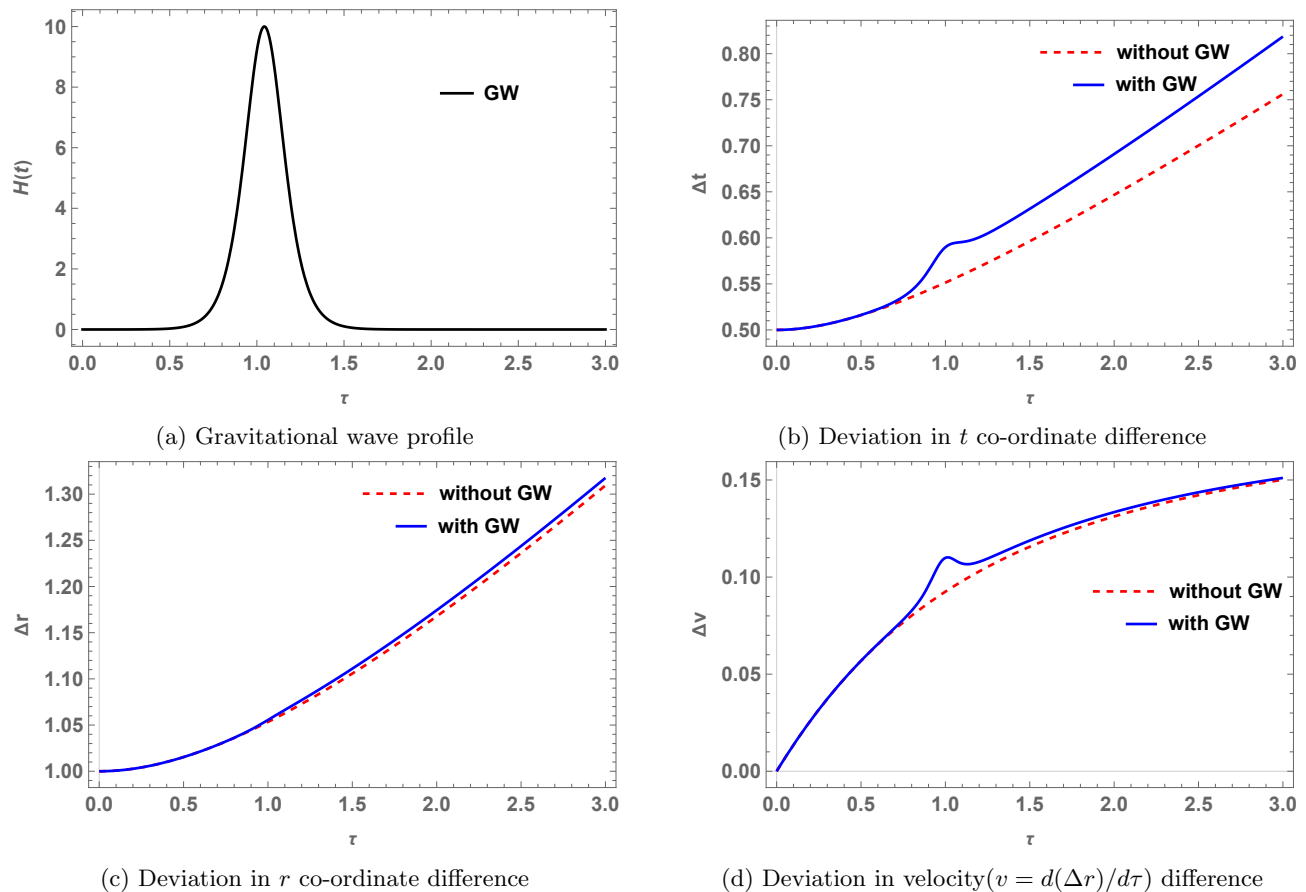 10
8
6
4
2
0
H(t)
GW
0.0 0.5 1.0 1.5 2.0 2.5 3.0
τ
(a) Gravitational wave profile
0.80
0.75
0.70
0.65
0.60
0.55
0.50
Δt
without GW
with GW
0.0 0.5 1.0 1.5 2.0 2.5 3.0
τ
(b) Deviation in t co-ordinate difference
1.30
1.25
1.20
1.15
1.10
1.05
1.00
Δr
without GW
with GW
0.0 0.5 1.0 1.5 2.0 2.5 3.0
τ
(c) Deviation in r co-ordinate difference
0.15
0.10
0.05
0.00
Δv
without GW
with GW
0.0 0.5 1.0 1.5 2.0 2.5 3.0
τ
(d) Deviation in velocity(v = d(Δr)/dτ) difference